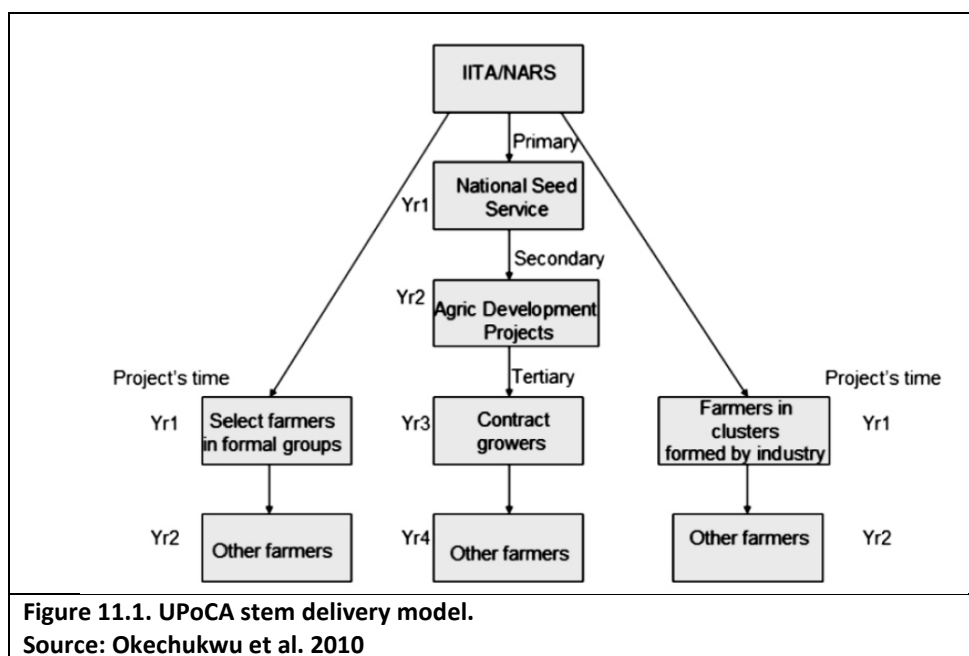 IITA/NARS
Primary
National Seed
Service
Yr1
Secondary
Yr2
Agric Development
Projects
Tertiary
Project's time
Project's time
Yr1
Select farmers
in formal groups
Yr3
Contract
growers
Farmers in
clusters
formed by industry
Yr1
Yr2
Other farmers
Yr4
Other farmers
Other farmers
Yr2
Figure 11.1. UPoCA stem delivery model.
Source: Okechukwu et al. 2010